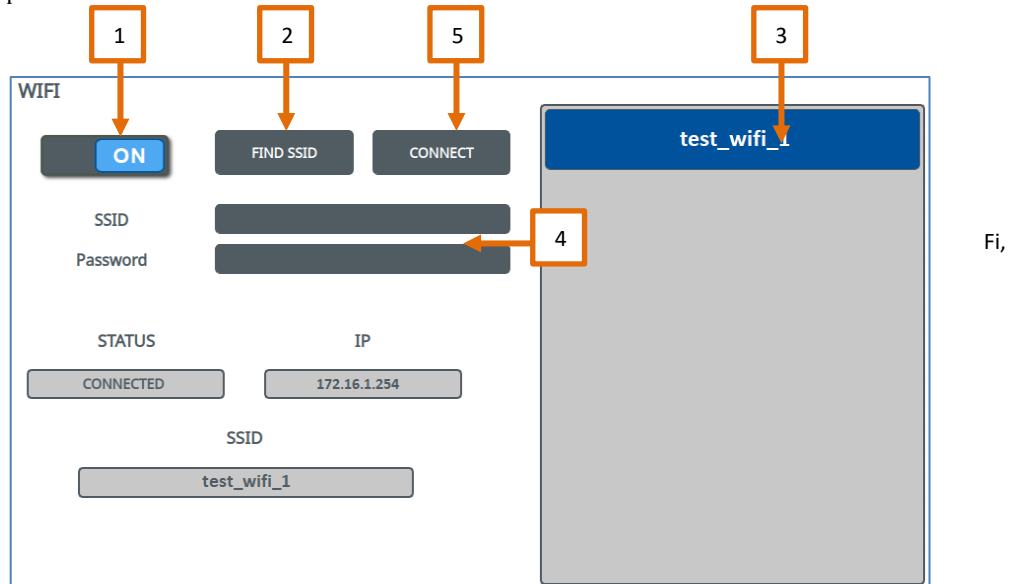 1 2 5 3
WIFI
ON FIND SSID CONNECT test_wifi_1
SSID
4
Fi,
Password
STATUS IP
CONNECTED 172.16.1.254
SSID
test_wifi_1